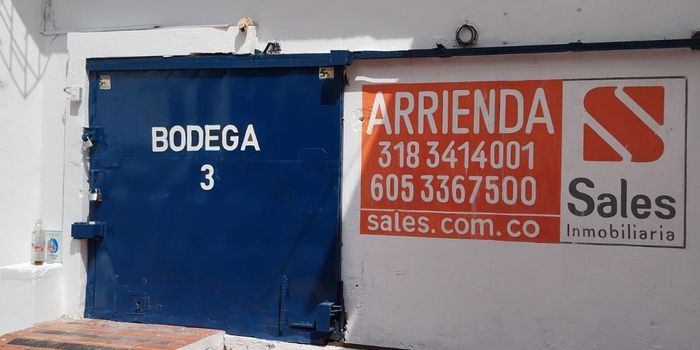 BODEGA
3
ARRIENDA
318 3414001
605 3367500
sales.com.co
Sales
Inmobiliaria